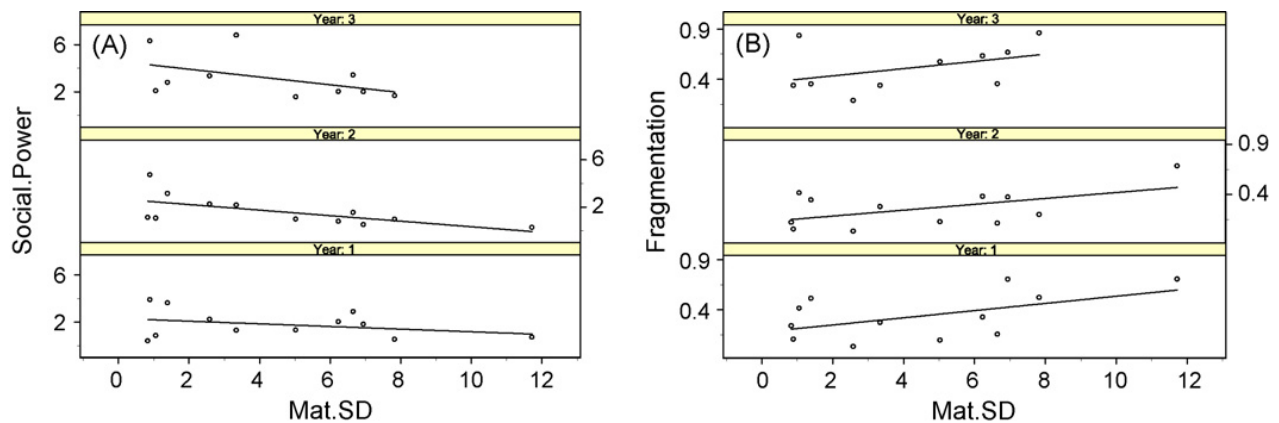 Year: 3
(A)
6
2
Year: 2
6
2
Year: 1
6
2
0 2 4 6 8 10 12
Mat.SD
Social.Power
Year: 3
(B)
0.9
0.4
Year: 2
0.9
0.4
Year: 1
0.9
0.4
0 2 4 6 8 10 12
Mat.SD
Fragmentation